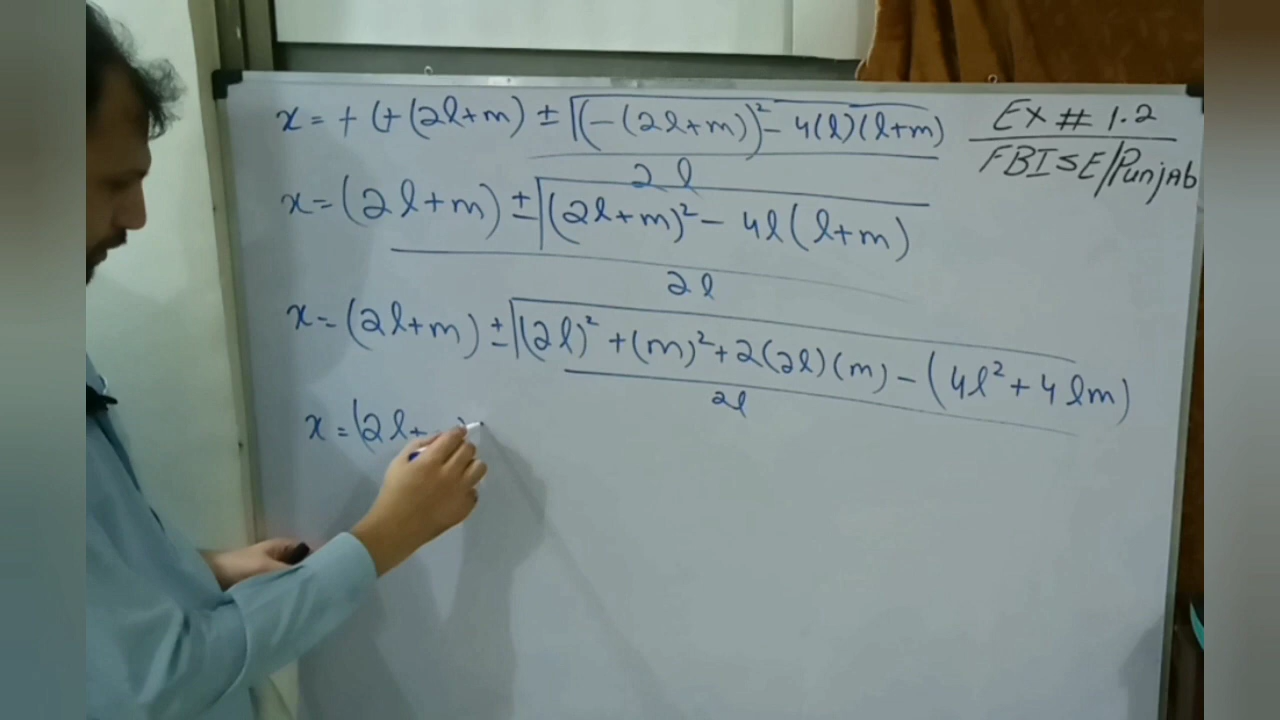 x = + (+ (2l+m) ± √(-(2l+m))² - 4(l)(l+m)
2l
Ex # 1.2
FBISE/Punjab
x = (2l+m) ± √(2l+m)² - 4l(l+m)
2l
x = (2l+m) ± √(2l)² + (m)² + 2(2l)(m) - (4l² + 4lm)
2l
x = (2l+